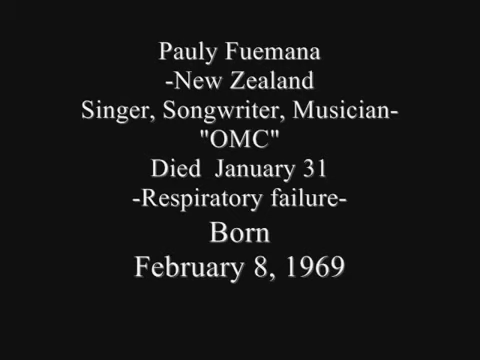 Pauly Fuemana
-New Zealand
Singer, Songwriter, Musician-
"OMC"
Died  January 31
-Respiratory failure-
Born
February 8, 1969